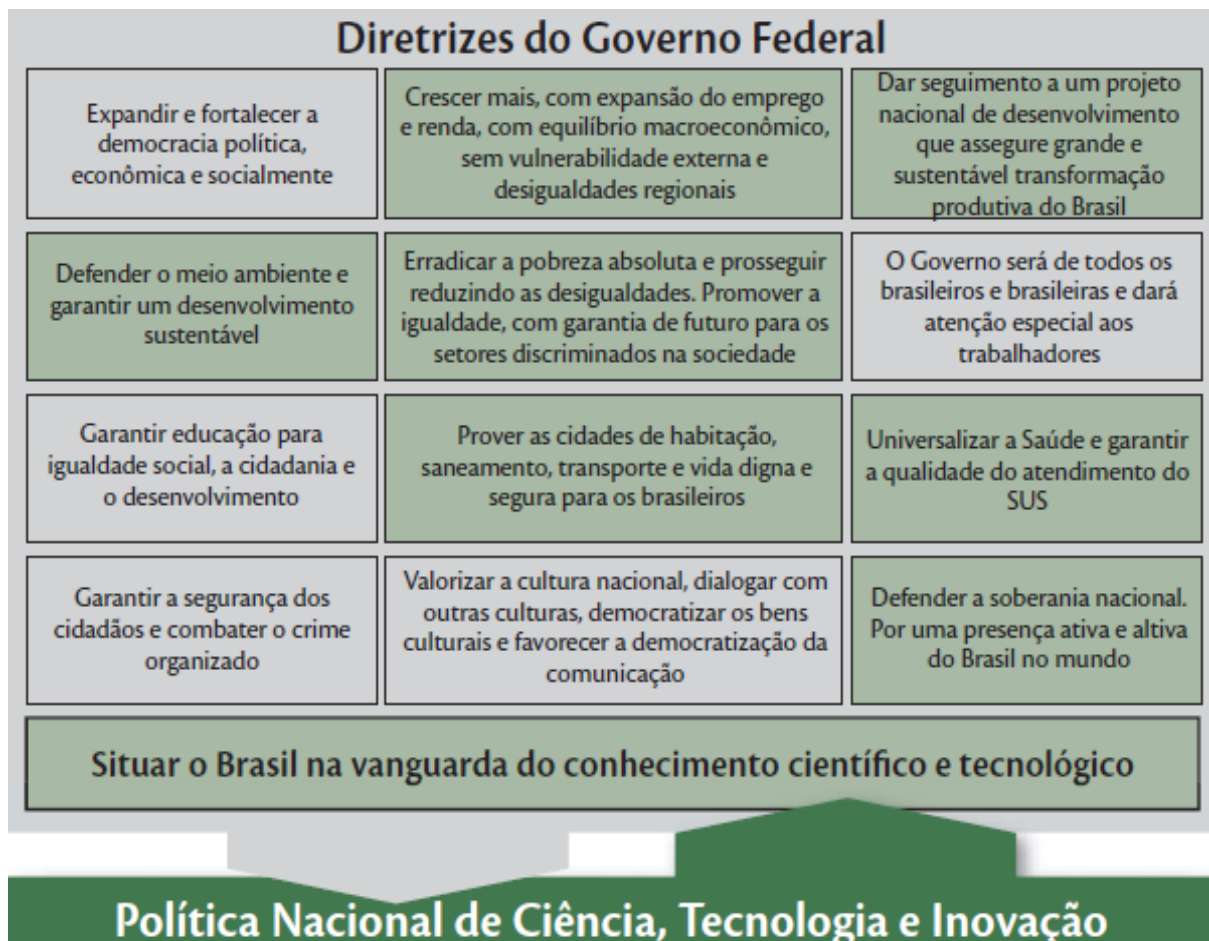 Diretrizes do Governo Federal
Expandir e fortalecer a
democracia política,
econômica e socialmente
Crescer mais, com expansão do emprego
e renda, com equilíbrio macroeconômico,
sem vulnerabilidade externa e
desigualdades regionais
Dar seguimento a um projeto
nacional de desenvolvimento
que assegure grande e
sustentável transformação
produtiva do Brasil
Defender o meio ambiente e
garantir um desenvolvimento
sustentável
Erradicar a pobreza absoluta e prosseguir
reduzindo as desigualdades. Promover a
igualdade, com garantia de futuro para os
setores discriminados na sociedade
O Governo será de todos os
brasileiros e brasileiras e dará
atenção especial aos
trabalhadores
Garantir educação para
igualdade social, a cidadania e
o desenvolvimento
Prover as cidades de habitação,
saneamento, transporte e vida digna e
segura para os brasileiros
Universalizar a Saúde e garantir
a qualidade do atendimento do
SUS
Garantir a segurança dos
cidadãos e combater o crime
organizado
Valorizar a cultura nacional, dialogar com
outras culturas, democratizar os bens
culturais e favorecer a democratização da
comunicação
Defender a soberania nacional.
Por uma presença ativa e altiva
do Brasil no mundo
Situar o Brasil na vanguarda do conhecimento científico e tecnológico
Política Nacional de Ciência, Tecnologia e Inovação